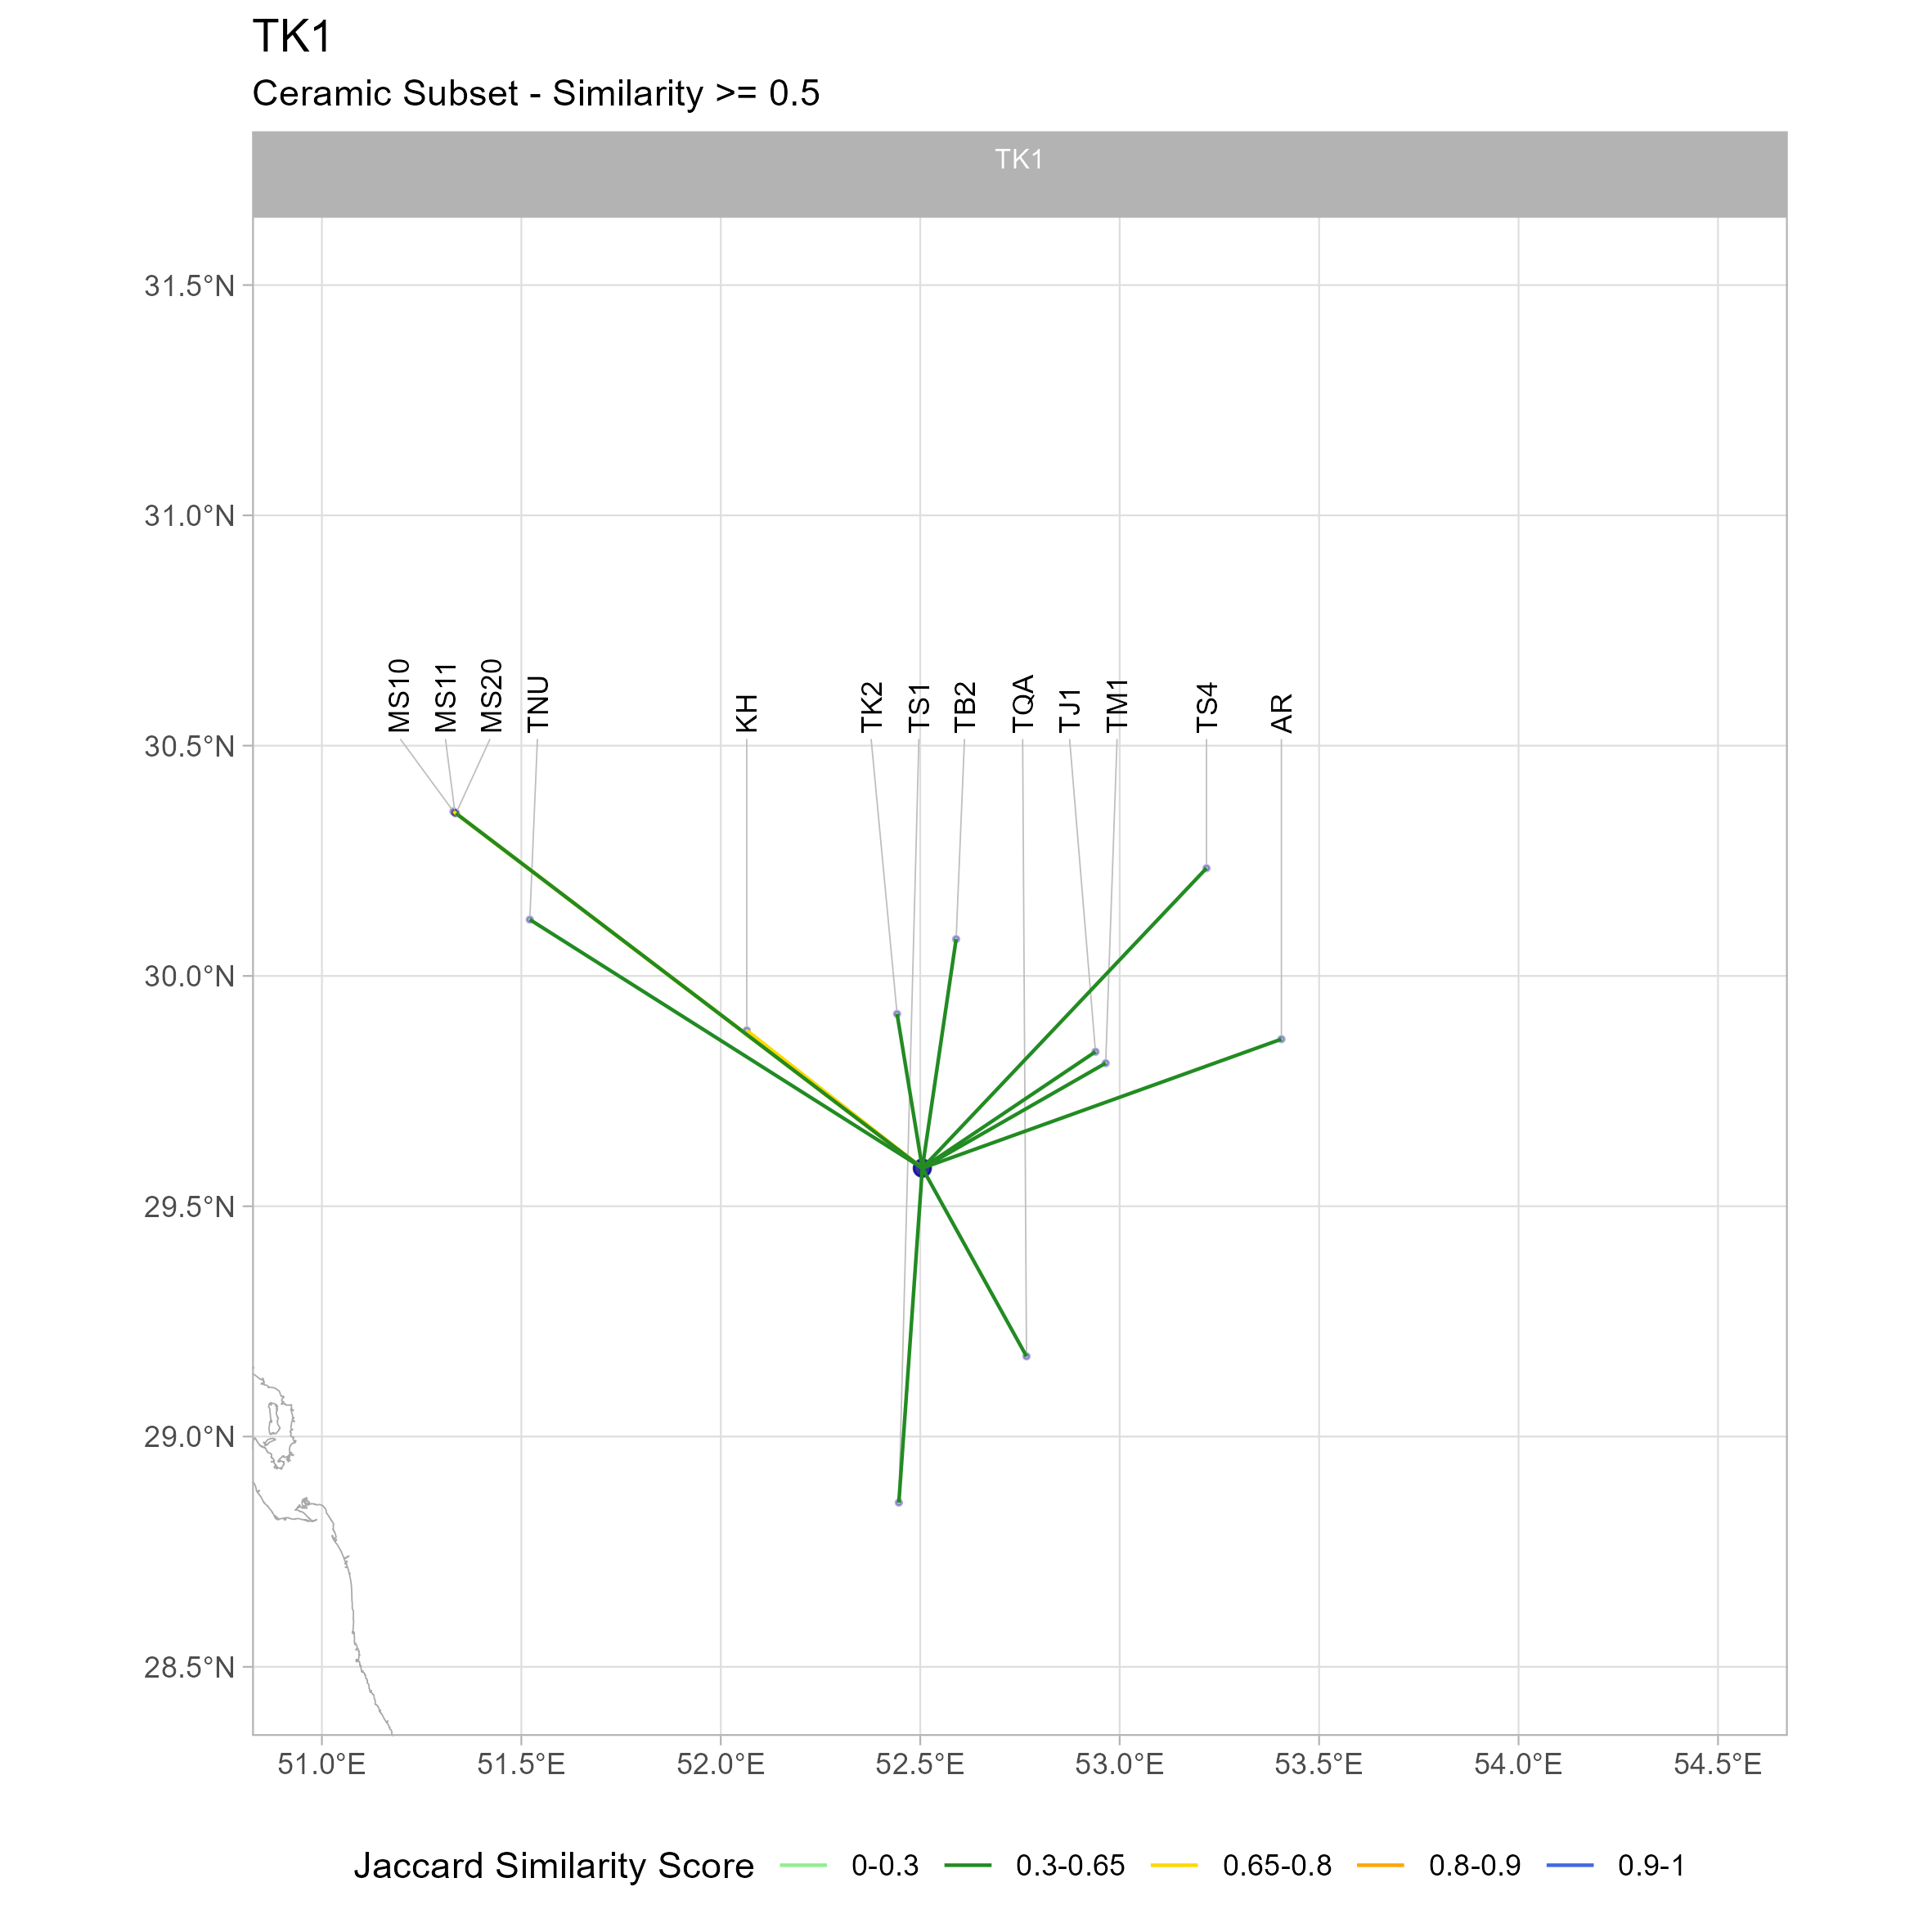 TK1
Ceramic Subset - Similarity >= 0.5
TK1
31.5°N
31.0°N
30.5°N
30.0°N
29.5°N
29.0°N
28.5°N
MS10
MS11
MS20
TNU
KH
TK2
TS1
TB2
TQA
TJ1
TM1
TS4
AR
51.0°E 51.5°E 52.0°E 52.5°E 53.0°E 53.5°E 54.0°E 54.5°E
Jaccard Similarity Score 0-0.3 0.3-0.65 0.65-0.8 0.8-0.9 0.9-1